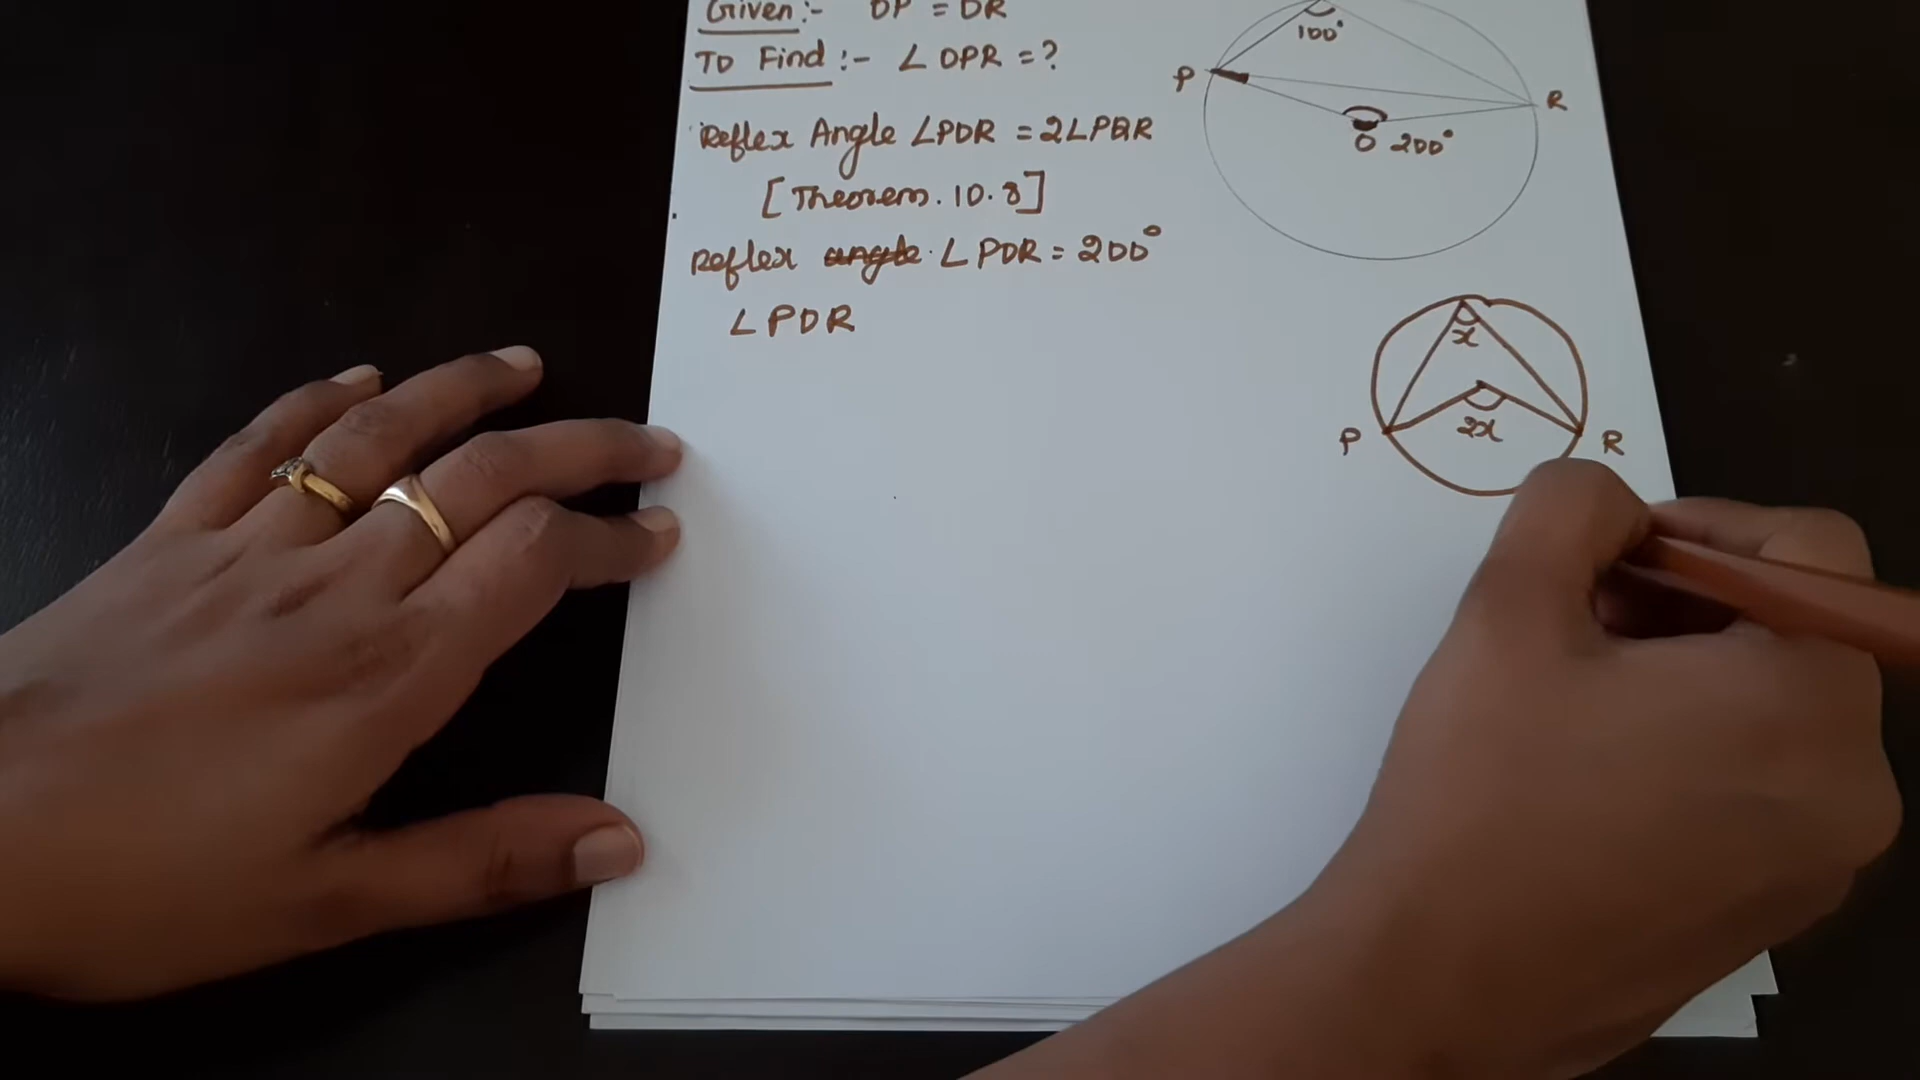 Given:- OP = OR
To Find:- ∠OPR = ?
Reflex Angle ∠POR = 2∠PQR
[Theorem. 10.8]
Reflex angle ∠POR = 200°
∠POR
100°
P
R
O 200°
x
2x
P
R